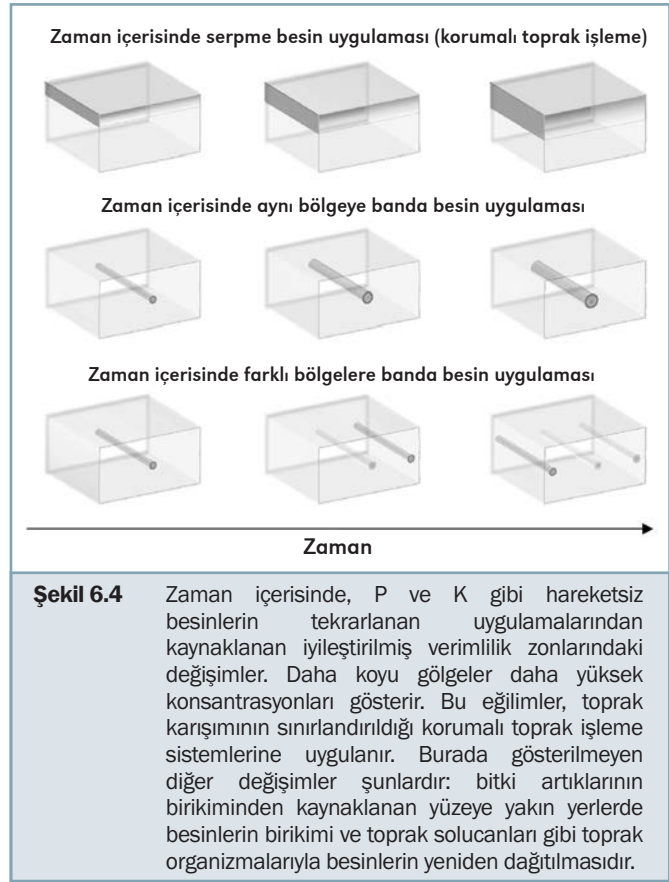 Zaman içerisinde serpme besin uygulaması (korumalı toprak işleme)
Zaman içerisinde aynı bölgeye banda besin uygulaması
Zaman içerisinde farklı bölgelere banda besin uygulaması
Zaman
Şekil 6.4 Zaman içerisinde, P ve K gibi hareketsiz
besinlerin tekrarlanan uygulamalarından
kaynaklanan iyileştirilmiş verimlilik zonlarındaki
değişimler. Daha koyu gölgeler daha yüksek
konsantrasyonları gösterir. Bu eğilimler, toprak
karışımının sınırlandırıldığı korumalı toprak işleme
sistemlerine uygulanır. Burada gösterilmeyen
diğer değişimler şunlardır: bitki artıklarının
birikiminden kaynaklanan yüzeye yakın yerlerde
besinlerin birikimi ve toprak solucanları gibi toprak
organizmalarıyla besinlerin yeniden dağıtılmasıdır.